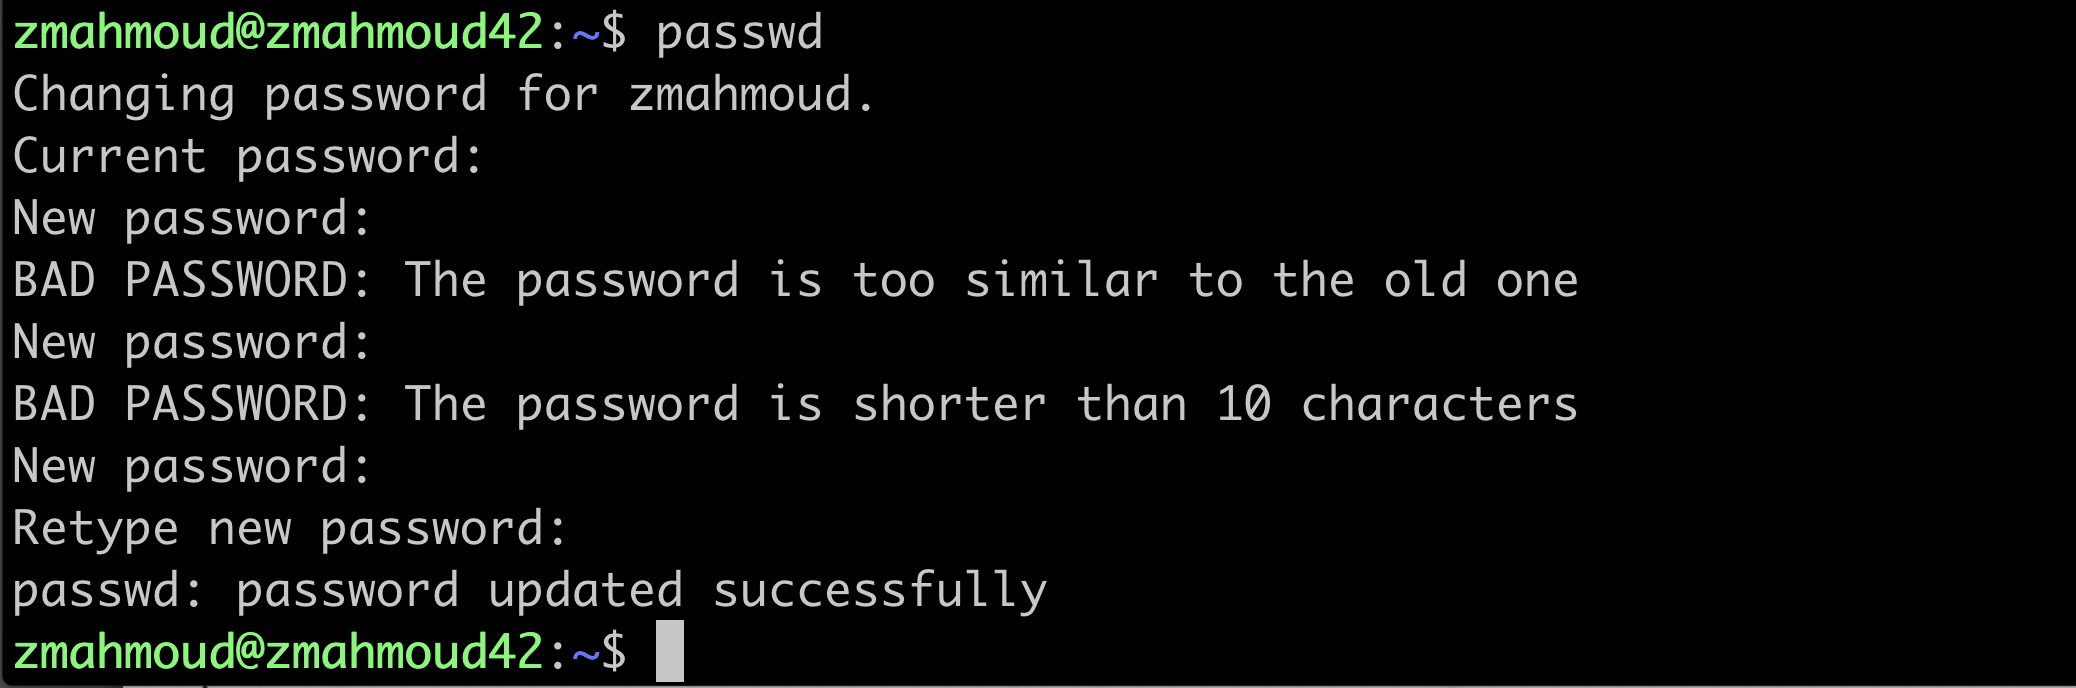 zmahmoud@zmahmoud42:~$ passwd
Changing password for zmahmoud.
Current password:
New password:
BAD PASSWORD: The password is too similar to the old one
New password:
BAD PASSWORD: The password is shorter than 10 characters
New password:
Retype new password:
passwd: password updated successfully
zmahmoud@zmahmoud42:~$